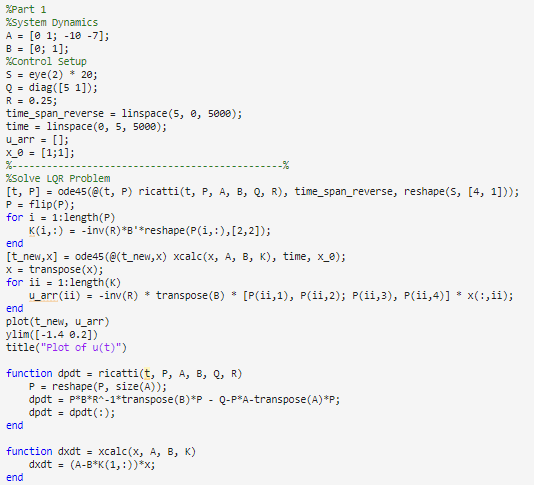 %Part 1
%System Dynamics
A = [0 1; -10 -7];
B = [0; 1];
%Control Setup
S = eye(2) * 20;
Q = diag([5 1]);
R = 0.25;
time_span_reverse = linspace(5, 0, 5000);
time = linspace(0, 5, 5000);
u_arr = [];
x_0 = [1;1];
%-----------------------------------------------%
%Solve LQR Problem
[t, P] = ode45(@(t, P) ricatti(t, P, A, B, Q, R), time_span_reverse, reshape(S, [4, 1]));
P = flip(P);
for i = 1:length(P)
    K(i,:) = -inv(R)*B'*reshape(P(i,:),[2,2]);
end
[t_new,x] = ode45(@(t_new,x) xcalc(x, A, B, K), time, x_0);
x = transpose(x);
for ii = 1:length(K)
    u_arr(ii) = -inv(R) * transpose(B) * [P(ii,1), P(ii,2); P(ii,3), P(ii,4)] * x(:,ii);
end
plot(t_new, u_arr)
ylim([-1.4 0.2])
title("Plot of u(t)")
function dpdt = ricatti(t, P, A, B, Q, R)
    P = reshape(P, size(A));
    dpdt = P*B*R^-1*transpose(B)*P - Q-P*A-transpose(A)*P;
    dpdt = dpdt(:);
end
function dxdt = xcalc(x, A, B, K)
    dxdt = (A-B*K(1,:))*x;
end